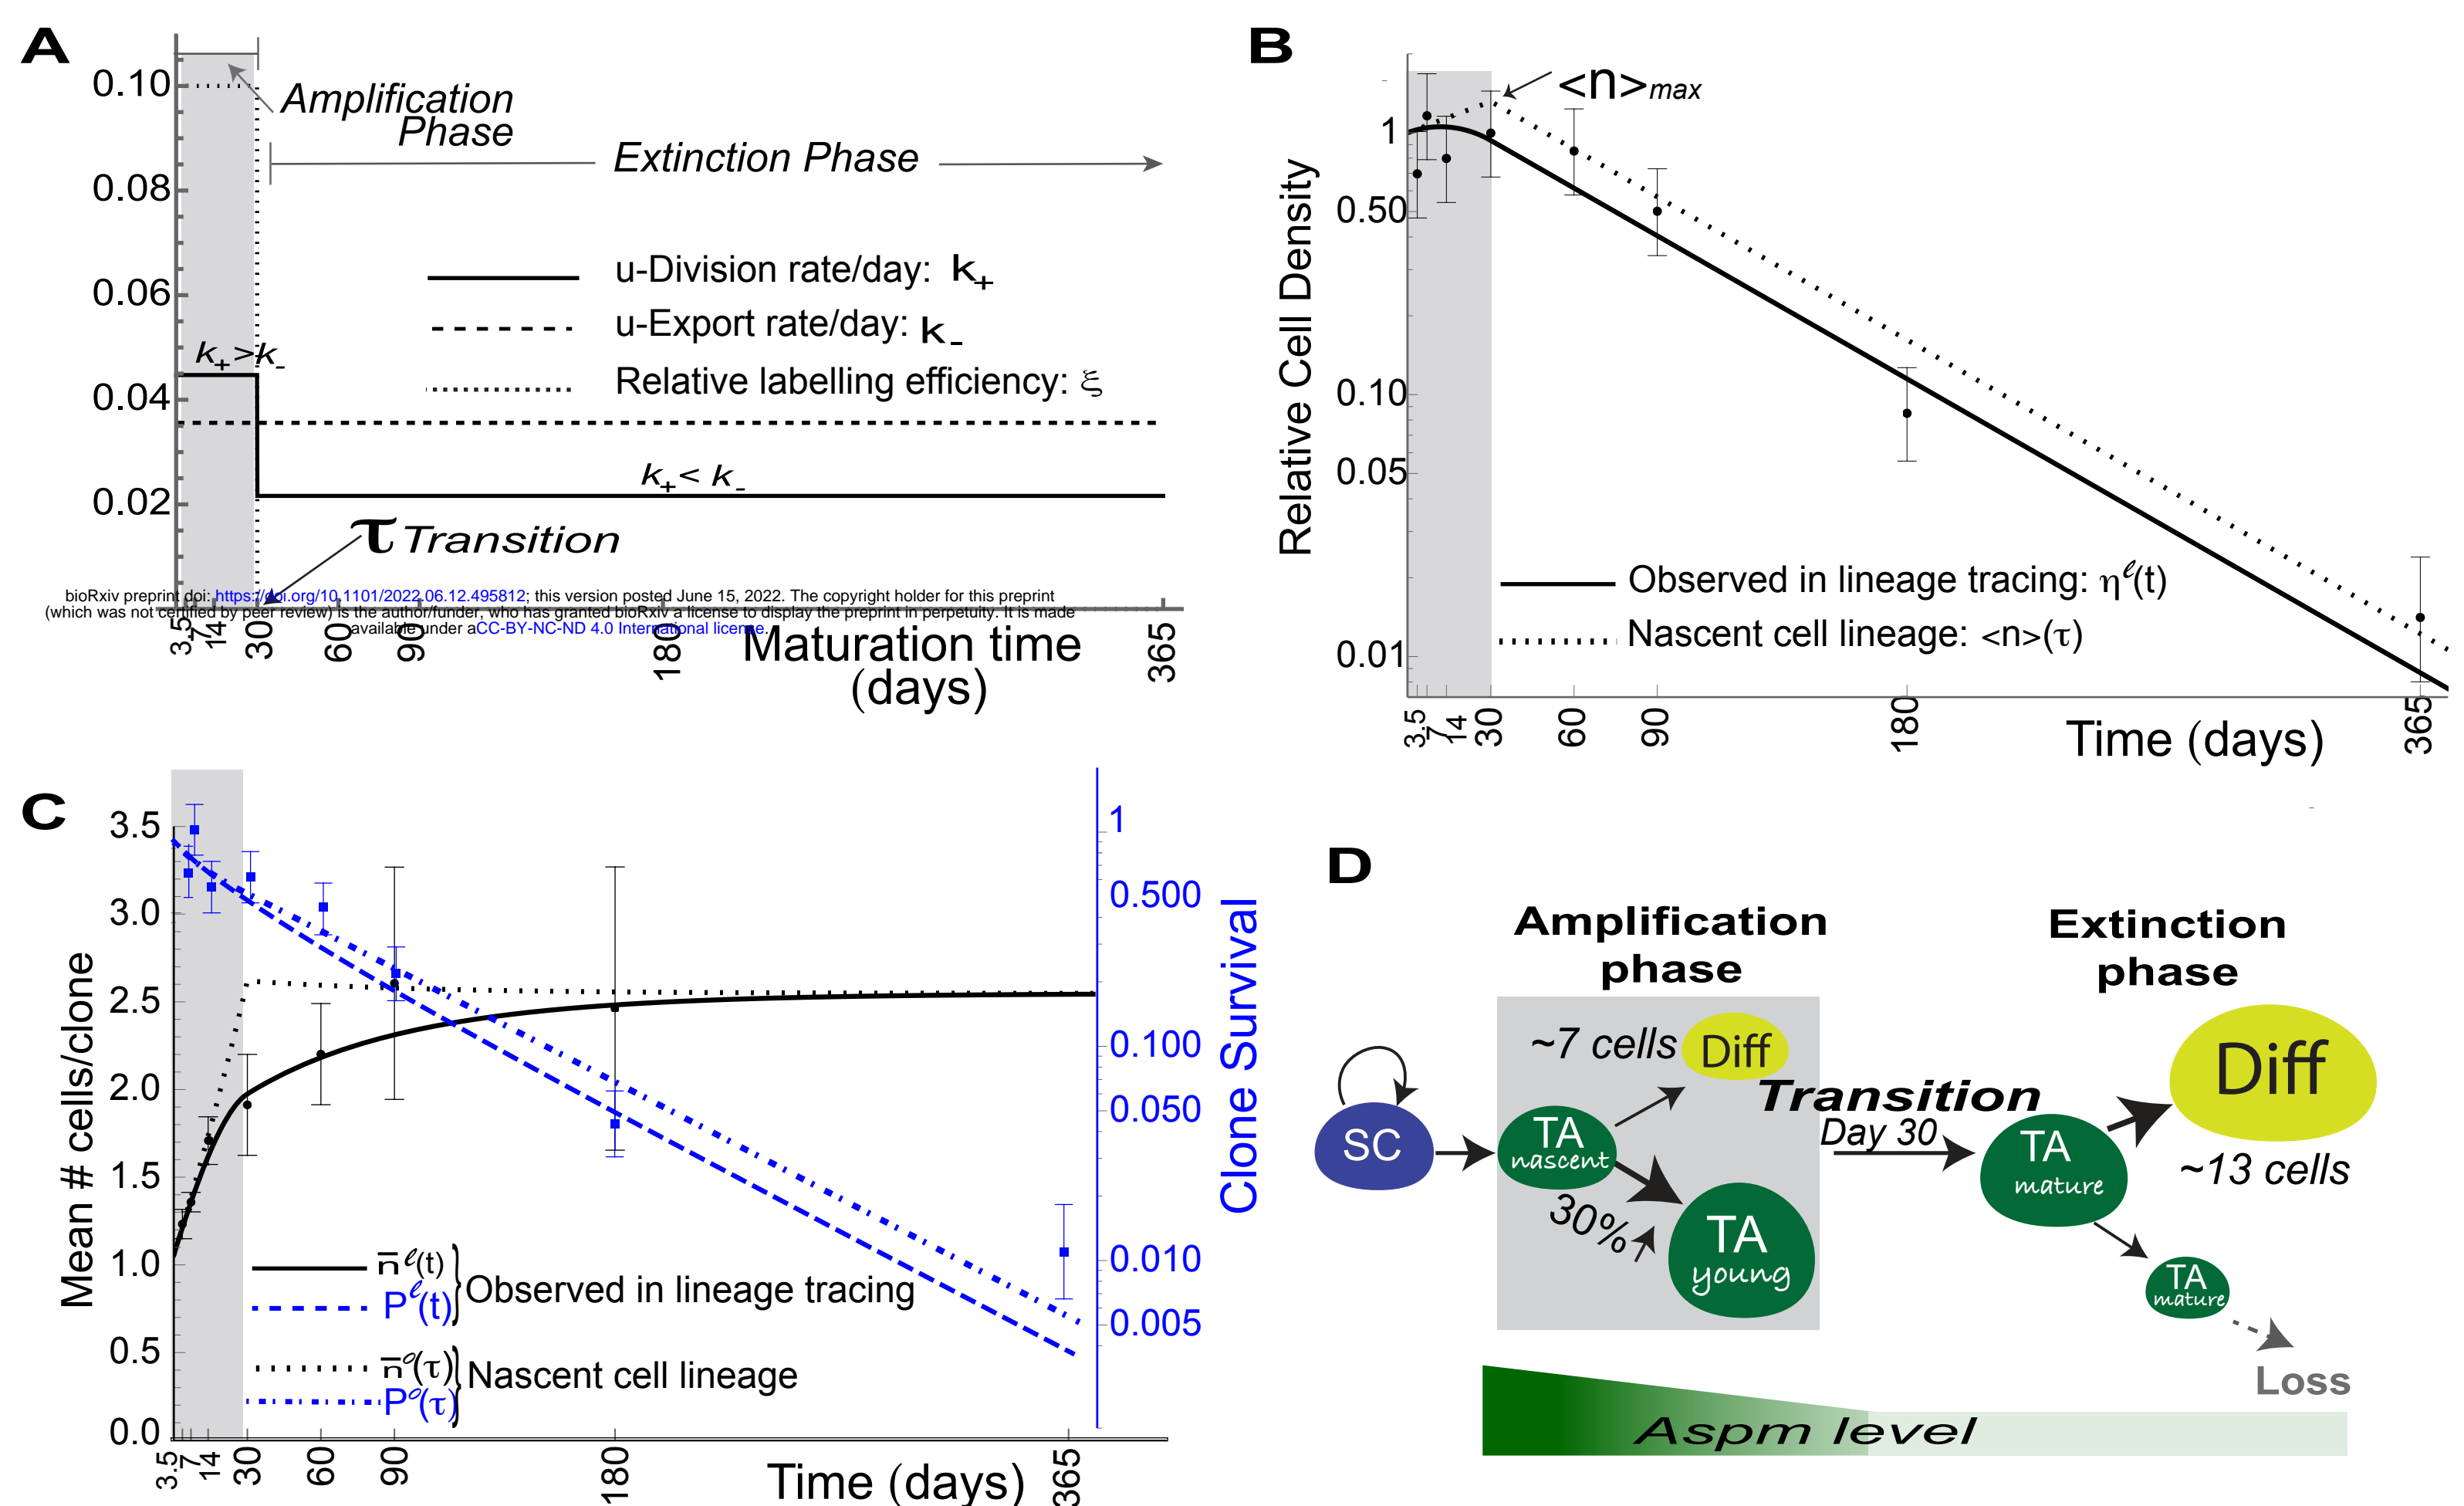 A
0.10
0.08
0.06
0.04
0.02
Amplification
Phase
Extinction Phase
u-Division rate/day: k+
u-Export rate/day: k-
Relative labelling efficiency: ξ
k+>k-
k+< k-
τ Transition
bioRxiv preprint doi: https://doi.org/10.1101/2022.06.12.495812; this version posted June 15, 2022. The copyright holder for this preprint
(which was not certified by peer review) is the author/funder, who has granted bioRxiv a license to display the preprint in perpetuity. It is made
available under aCC-BY-NC-ND 4.0 International license.
3.5
7
14
30
60
90
180
365
Maturation time
(days)
B
Relative Cell Density
1
0.50
0.10
0.05
0.01
<n>max
Observed in lineage tracing: ηℓ(t)
Nascent cell lineage: <n>(τ)
3.5
7
14
30
60
90
180
365
Time (days)
C
Mean # cells/clone
3.5
3.0
2.5
2.0
1.5
1.0
0.5
0.0
n̄ℓ(t)
Pℓ(t)
Observed in lineage tracing
n̄o(τ)
Po(τ)
Nascent cell lineage
1
0.500
0.100
0.050
0.010
0.005
Clone Survival
3.5
7
14
30
60
90
180
365
Time (days)
D
Amplification
phase
Extinction
phase
~7 cells
Diff
SC
TA
nascent
30%
TA
young
Transition
Day 30
TA
mature
Diff
~13 cells
TA
mature
Loss
Aspm level